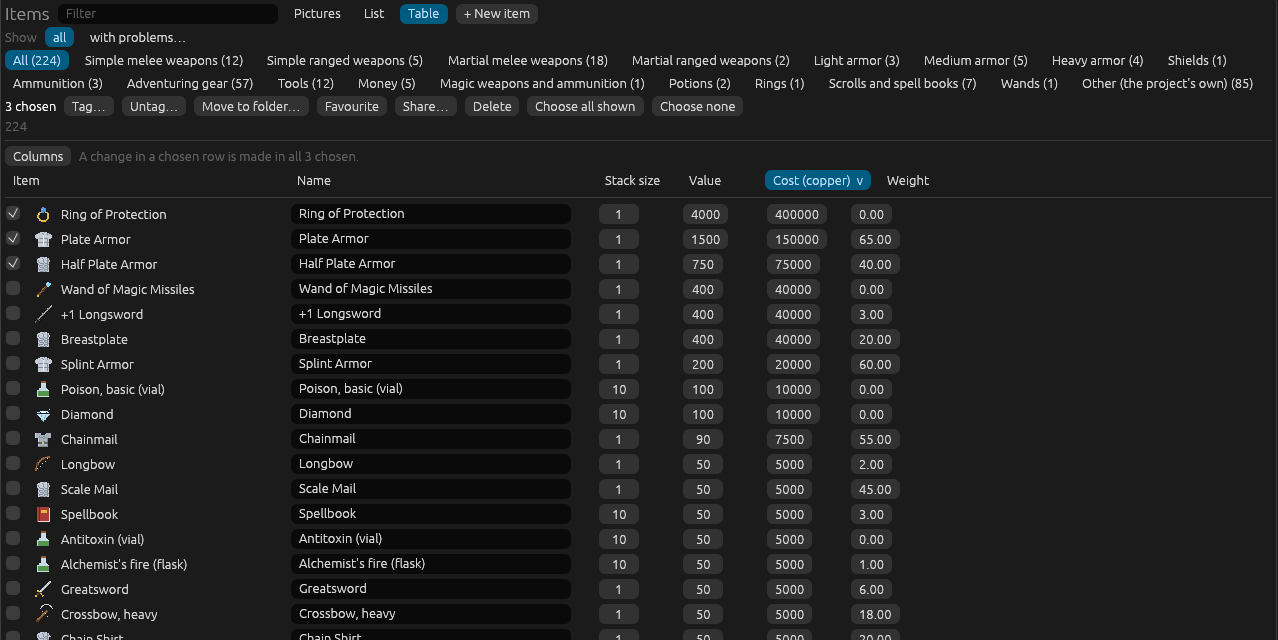 Items Filter Pictures List Table + New item
Show all with problems…
All (224) Simple melee weapons (12) Simple ranged weapons (5) Martial melee weapons (18) Martial ranged weapons (2) Light armor (3) Medium armor (5) Heavy armor (4) Shields (1)
Ammunition (3) Adventuring gear (57) Tools (12) Money (5) Magic weapons and ammunition (1) Potions (2) Rings (1) Scrolls and spell books (7) Wands (1) Other (the project's own) (85)
3 chosen Tag… Untag… Move to folder… Favourite Share… Delete Choose all shown Choose none
224
Columns A change in a chosen row is made in all 3 chosen.
Item Name Stack size Value Cost (copper) v Weight
Ring of Protection Ring of Protection 1 4000 400000 0.00
Plate Armor Plate Armor 1 1500 150000 65.00
Half Plate Armor Half Plate Armor 1 750 75000 40.00
Wand of Magic Missiles Wand of Magic Missiles 1 400 40000 0.00
+1 Longsword +1 Longsword 1 400 40000 3.00
Breastplate Breastplate 1 400 40000 20.00
Splint Armor Splint Armor 1 200 20000 60.00
Poison, basic (vial) Poison, basic (vial) 10 100 10000 0.00
Diamond Diamond 10 100 10000 0.00
Chainmail Chainmail 1 90 7500 55.00
Longbow Longbow 1 50 5000 2.00
Scale Mail Scale Mail 1 50 5000 45.00
Spellbook Spellbook 10 50 5000 3.00
Antitoxin (vial) Antitoxin (vial) 10 50 5000 0.00
Alchemist's fire (flask) Alchemist's fire (flask) 10 50 5000 1.00
Greatsword Greatsword 1 50 5000 6.00
Crossbow, heavy Crossbow, heavy 1 50 5000 18.00
Chain Shirt Chain Shirt 1 50 5000 20.00